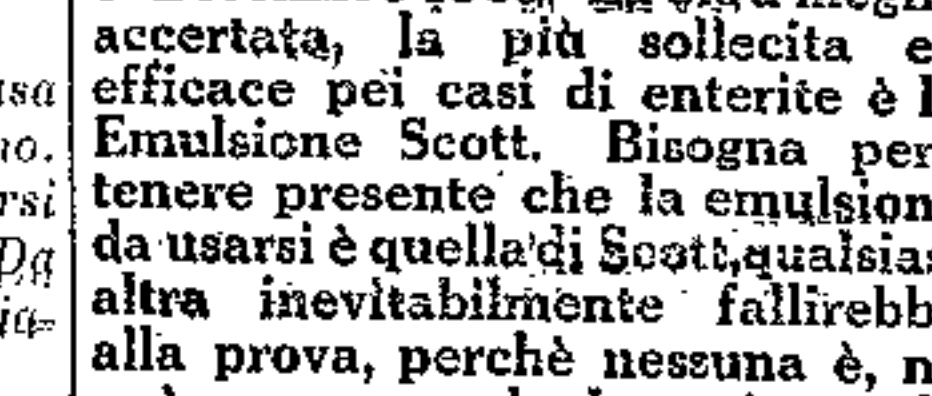 accertata, la più sollecita e
efficace pei casi di enterite è l
Emulsione Scott. Bisogna per
tenere presente che la emulsion
da usarsi è quella di Scott, qualsias
altra inevitabilmente fallirebb
alla prova, perchè nessuna è, n